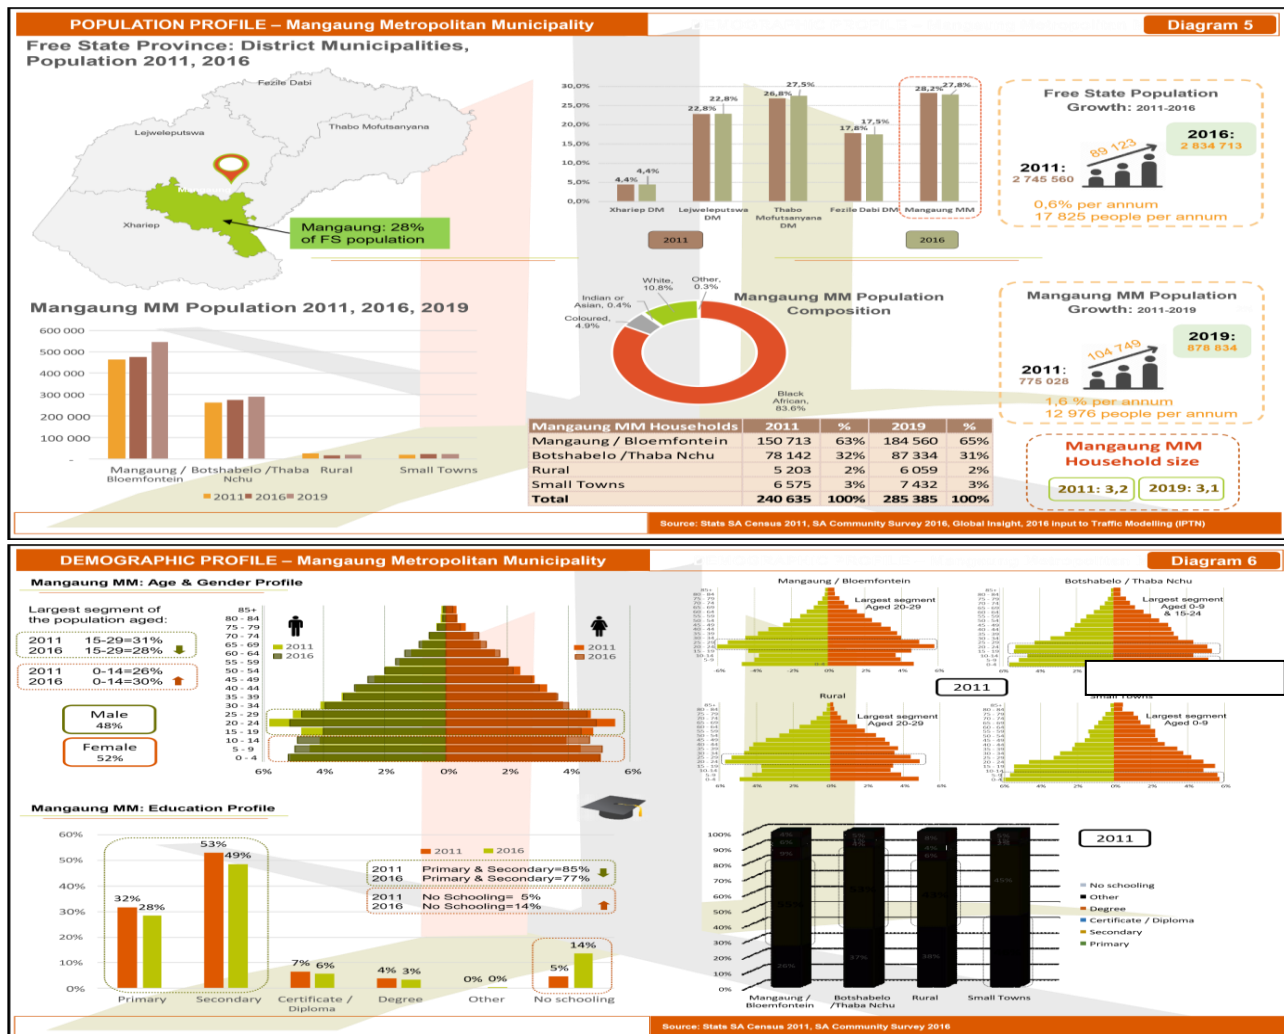 POPULATION PROFILE – Mangaung Metropolitan Municipality
Diagram 5
Free State Province: District Municipalities,
Population 2011, 2016
Fezile Dabi
Lejweleputswa
Thabo Mofutsanyana
Xhariep
Mangaung: 28%
of FS population
30,0%
25,0%
20,0%
15,0%
10,0%
5,0%
0,0%
4,4%
4,4%
22,8%
22,8%
26,8%
27,5%
17,8%
17,5%
28,2%
27,8%
Xhariep DM
Lejweleputswa
DM
Thabo
Mofutsanyana
DM
Fezile Dabi DM
Mangaung MM
2011
2016
Free State Population
Growth: 2011-2016
89 123
2016:
2 834 713
2011:
2 745 560
0,6% per annum
17 825 people per annum
Mangaung MM Population 2011, 2016, 2019
600 000
500 000
400 000
300 000
200 000
100 000
-
Mangaung /
Bloemfontein
Botshabelo /Thaba
Nchu
Rural
Small Towns
2011 2016 2019
Mangaung MM Population
Composition
White,
10.8%
Other,
0.3%
Indian or
Asian, 0.4%
Coloured,
4.9%
Black
African,
83.6%
Mangaung MM Households 2011 % 2019 %
Mangaung / Bloemfontein 150 713 63% 184 560 65%
Botshabelo /Thaba Nchu 78 142 32% 87 334 31%
Rural 5 203 2% 6 059 2%
Small Towns 6 575 3% 7 432 3%
Total 240 635 100% 285 385 100%
Mangaung MM Population
Growth: 2011-2019
104 749
2019:
878 834
2011:
775 028
1,6 % per annum
12 976 people per annum
Mangaung MM
Household size
2011: 3,2
2019: 3,1
Source: Stats SA Census 2011, SA Community Survey 2016, Global Insight, 2016 input to Traffic Modelling (IPTN)
DEMOGRAPHIC PROFILE – Mangaung Metropolitan Municipality
Diagram 6
Mangaung MM: Age & Gender Profile
Largest segment of
the population aged:
2011 15-29=31%
2016 15-29=28%
2011 0-14=26%
2016 0-14=30%
Male
48%
Female
52%
85+
80 - 84
75 - 79
70 - 74
65 - 69
60 - 64
55 - 59
50 - 54
45 - 49
40 - 44
35 - 39
30 - 34
25 - 29
20 - 24
15 - 19
10 - 14
5 - 9
0 - 4
6% 4% 2% 0% 2% 4% 6%
2011
2016
2011
2016
Mangaung / Bloemfontein
Largest segment
Aged 20-29
Botshabelo / Thaba Nchu
Largest segment
Aged 0-9
& 15-24
2011
Rural
Largest segment
Aged 20-29
Largest segment
Aged 0-9
Mangaung MM: Education Profile
60%
50%
40%
30%
20%
10%
0%
32%
28%
53%
49%
7%
6%
4%
3%
0%
0%
5%
14%
Primary
Secondary
Certificate /
Diploma
Degree
Other
No schooling
2011 2016
2011 Primary & Secondary=85%
2016 Primary & Secondary=77%
2011 No Schooling= 5%
2016 No Schooling=14%
100%
90%
80%
70%
60%
50%
40%
30%
20%
10%
0%
Mangaung /
Bloemfontein
Botshabelo
/Thaba Nchu
Rural
Small Towns
2011
No schooling
Other
Degree
Certificate / Diploma
Secondary
Primary
Source: Stats SA Census 2011, SA Community Survey 2016